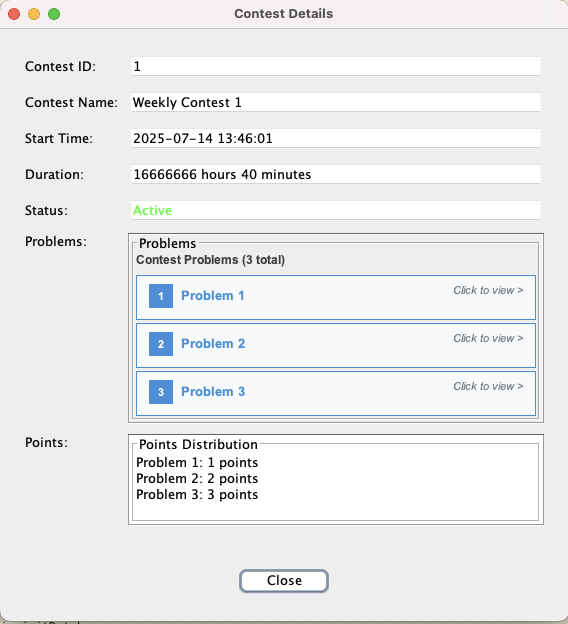 Contest Details
Contest ID: 1
Contest Name: Weekly Contest 1
Start Time: 2025-07-14 13:46:01
Duration: 16666666 hours 40 minutes
Status: Active
Problems:
Problems
Contest Problems (3 total)
1 Problem 1 Click to view >
2 Problem 2 Click to view >
3 Problem 3 Click to view >
Points:
Points Distribution
Problem 1: 1 points
Problem 2: 2 points
Problem 3: 3 points
Close